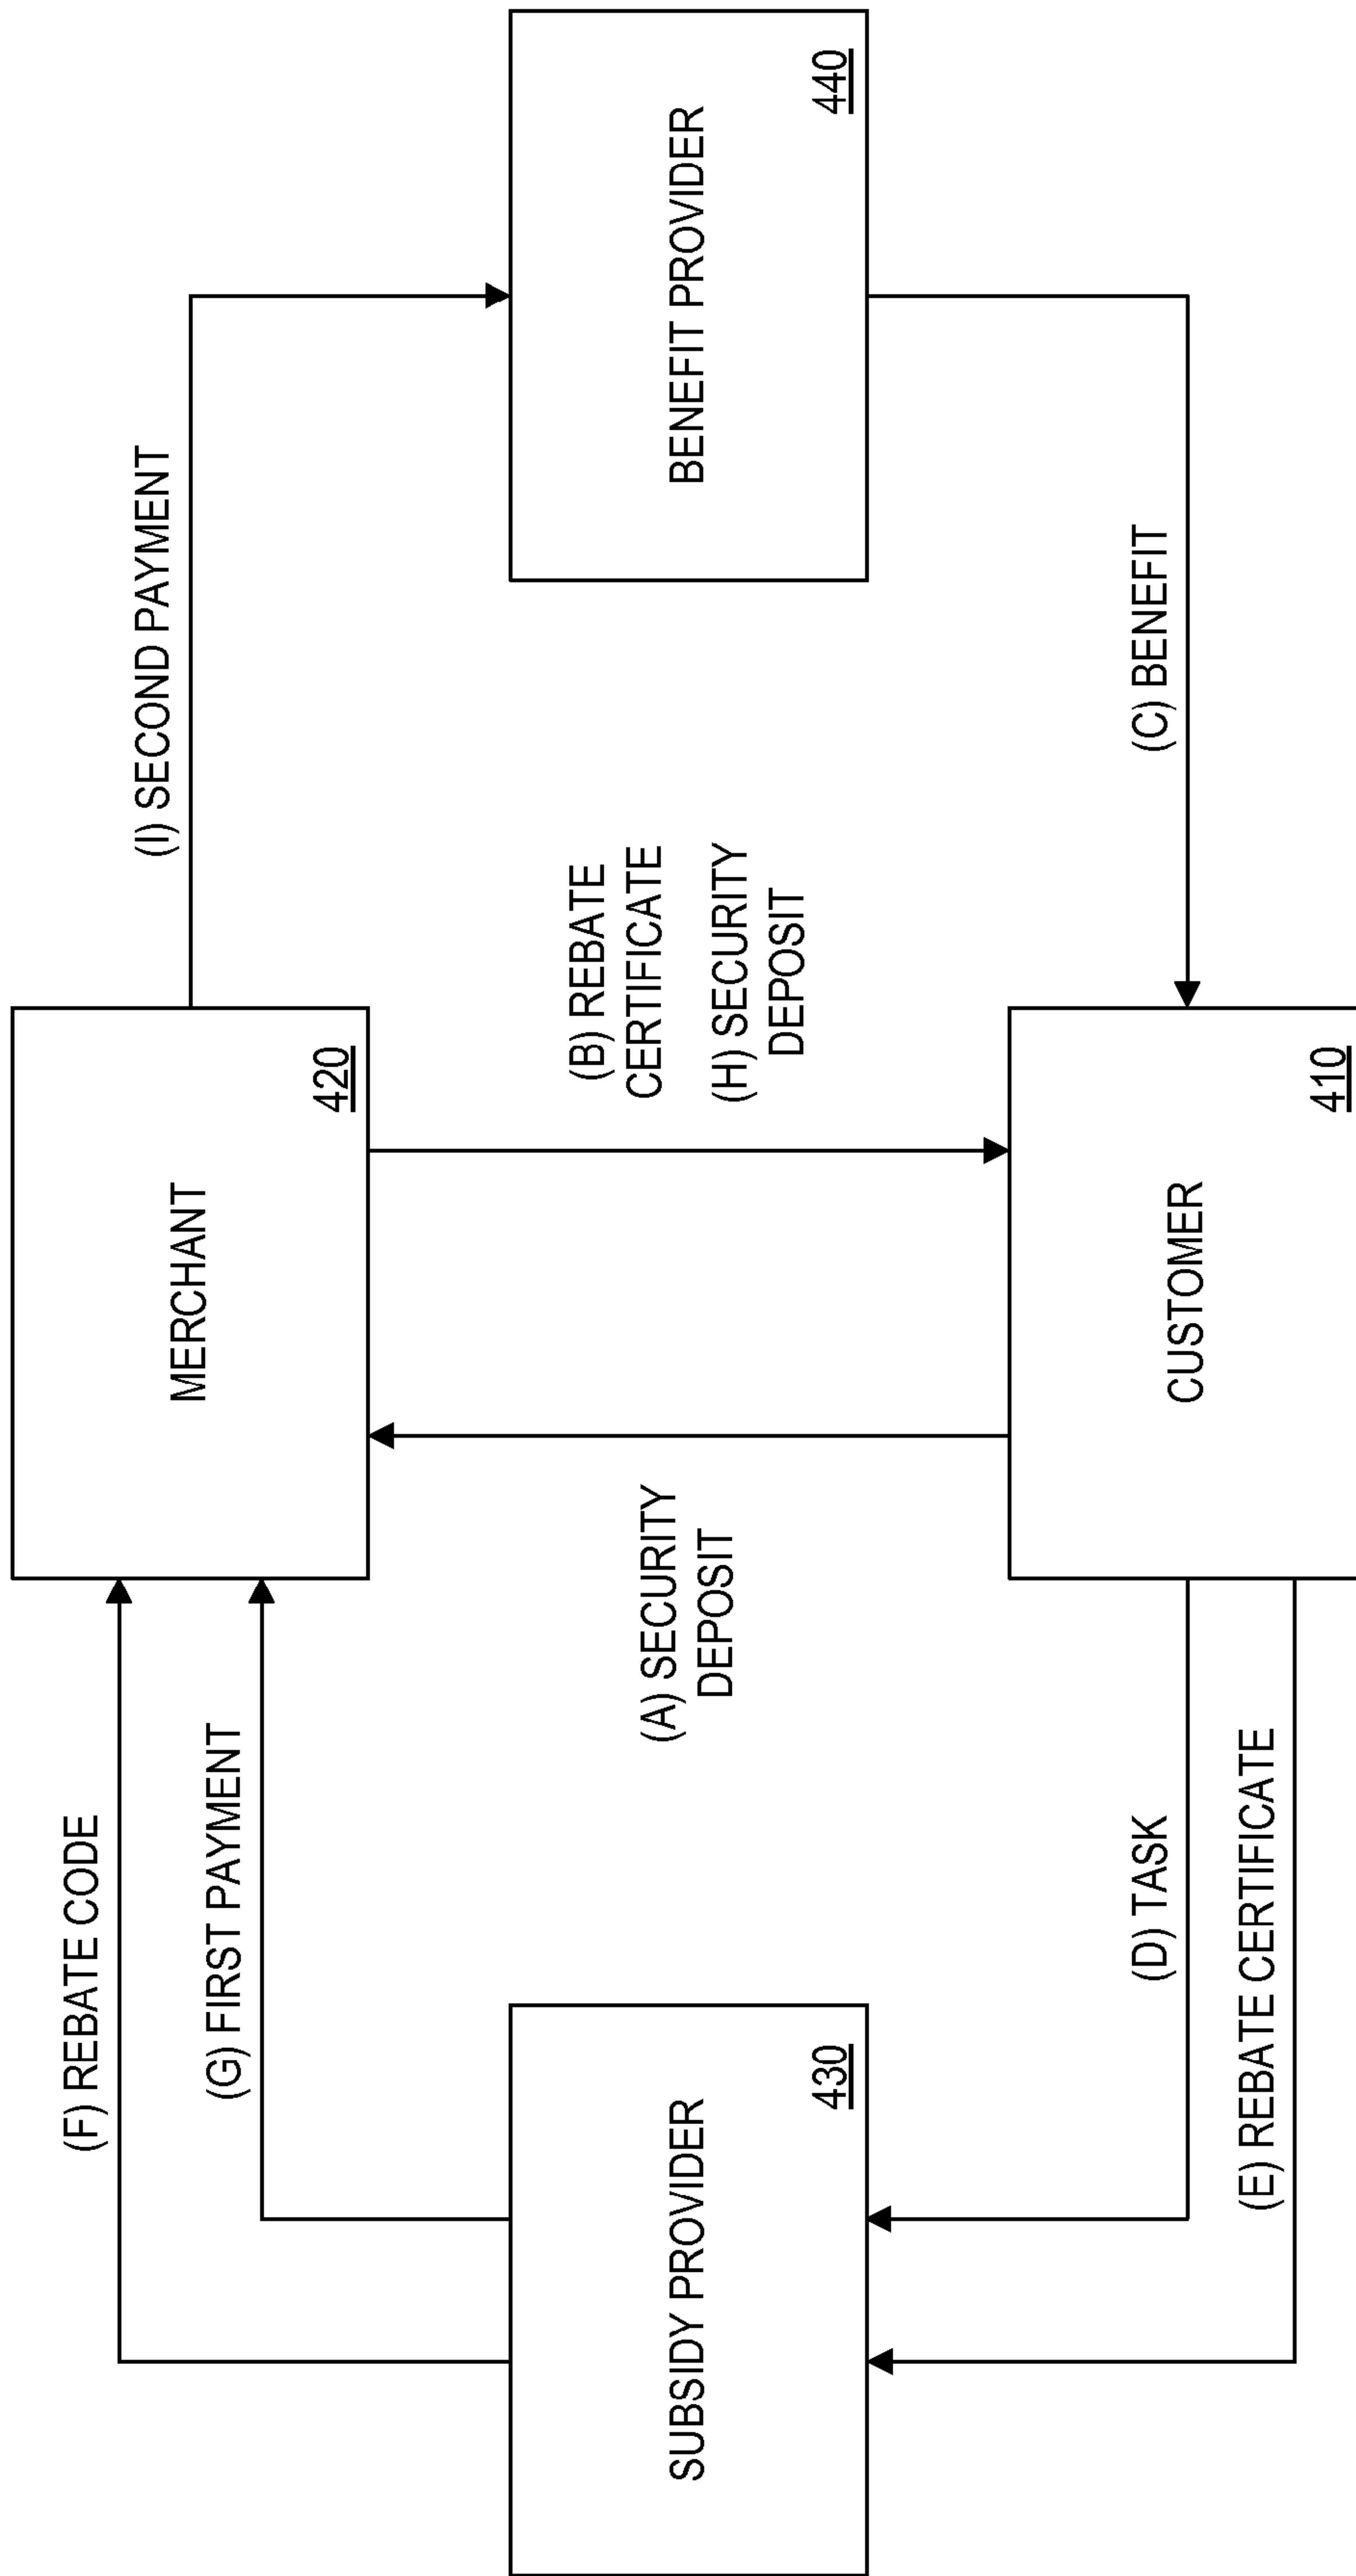 (F) REBATE CODE
(G) FIRST PAYMENT
MERCHANT
420
(I) SECOND PAYMENT
SUBSIDY PROVIDER
430
(A) SECURITY
DEPOSIT
(B) REBATE
CERTIFICATE
(H) SECURITY
DEPOSIT
BENEFIT PROVIDER
440
(D) TASK
(E) REBATE CERTIFICATE
CUSTOMER
410
(C) BENEFIT